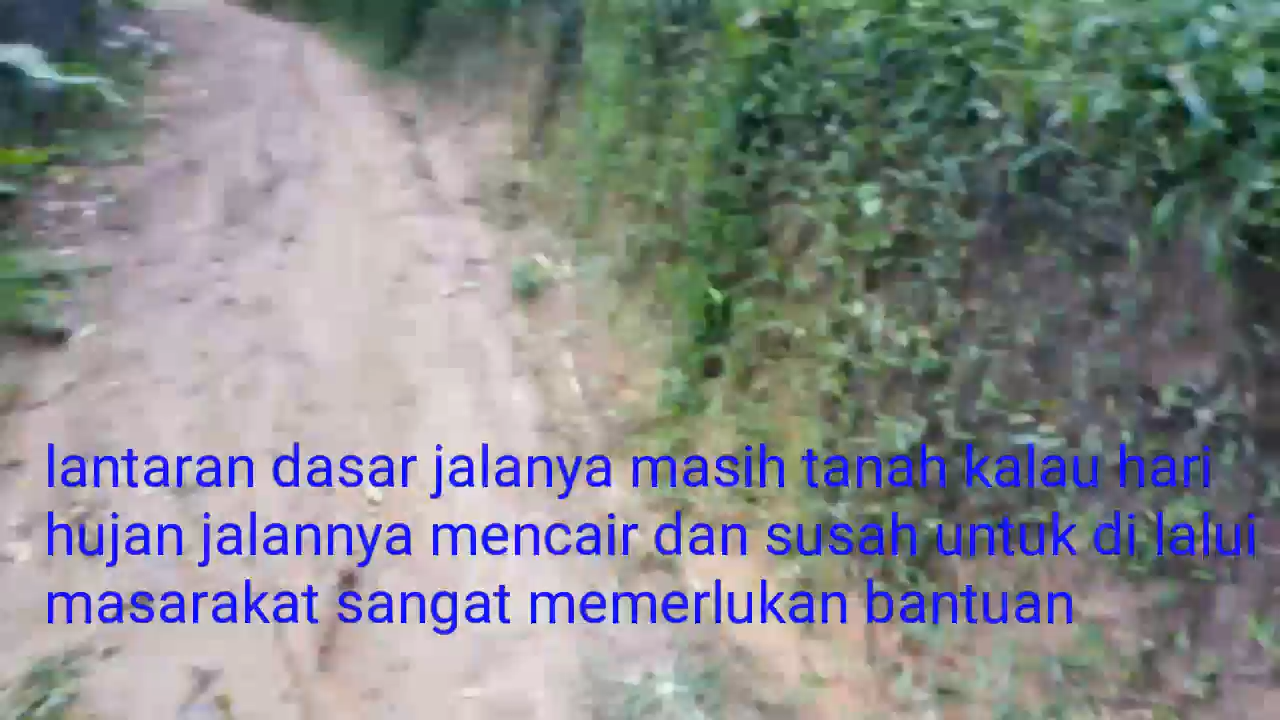 lantaran dasar jalanya masih tanah kalau hari
hujan jalannya mencair dan susah untuk di lalui
masarakat sangat memerlukan bantuan